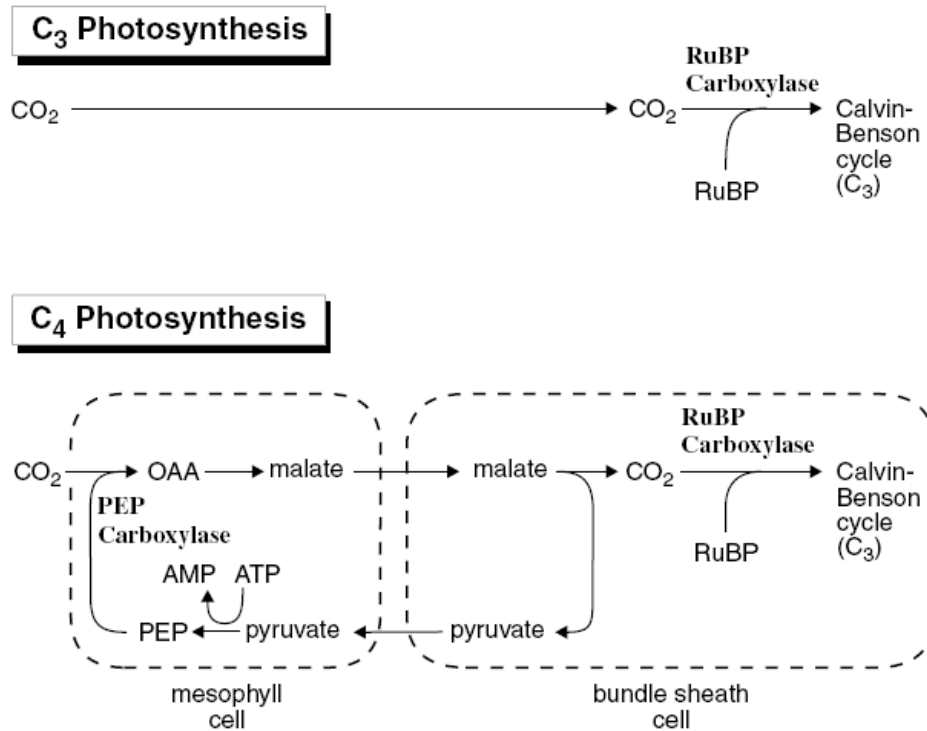 C₃ Photosynthesis
RuBP
Carboxylase
CO₂
CO₂
Calvin-
Benson
cycle
(C₃)
RuBP
C₄ Photosynthesis
RuBP
Carboxylase
CO₂
OAA
malate
malate
CO₂
Calvin-
Benson
cycle
(C₃)
PEP
Carboxylase
RuBP
AMP
ATP
PEP
pyruvate
pyruvate
mesophyll
cell
bundle sheath
cell